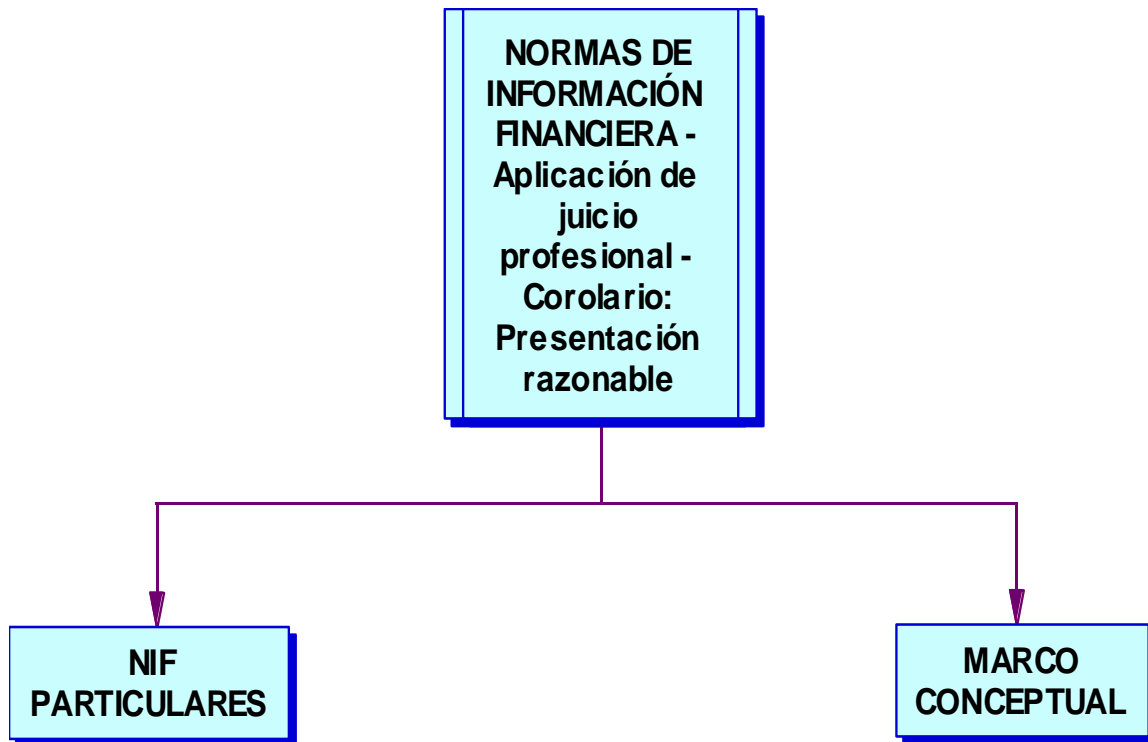 NORMAS DE
INFORMACIÓN
FINANCIERA -
Aplicación de
juicio
profesional -
Corolario:
Presentación
razonable
NIF
PARTICULARES
MARCO
CONCEPTUAL